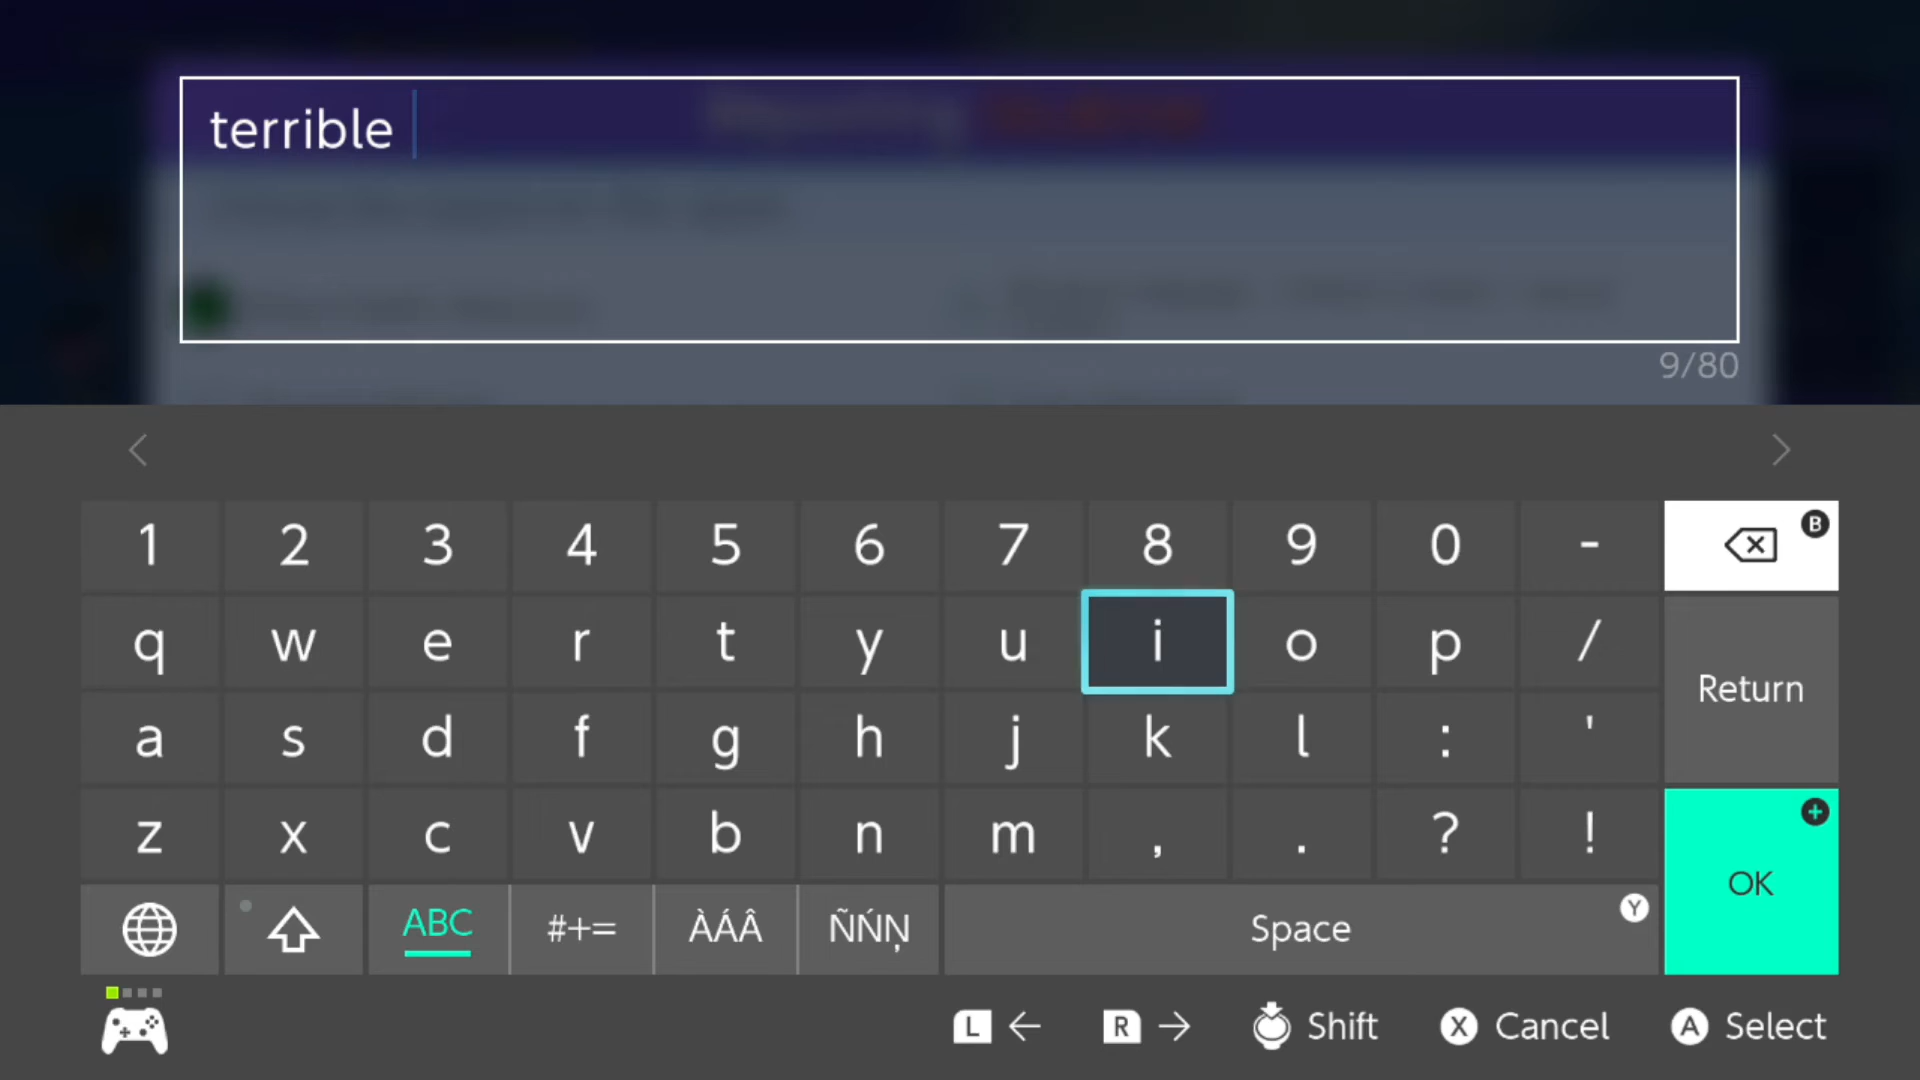 terrible
9/80
1 2 3 4 5 6 7 8 9 0 - B
q w e r t y u i o p /
Return
a s d f g h j k l : '
z x c v b n m , . ? ! OK +
ABC #+= ÀÁÂ ÑŃŅ Space Y
L ← R → Shift X Cancel A Select